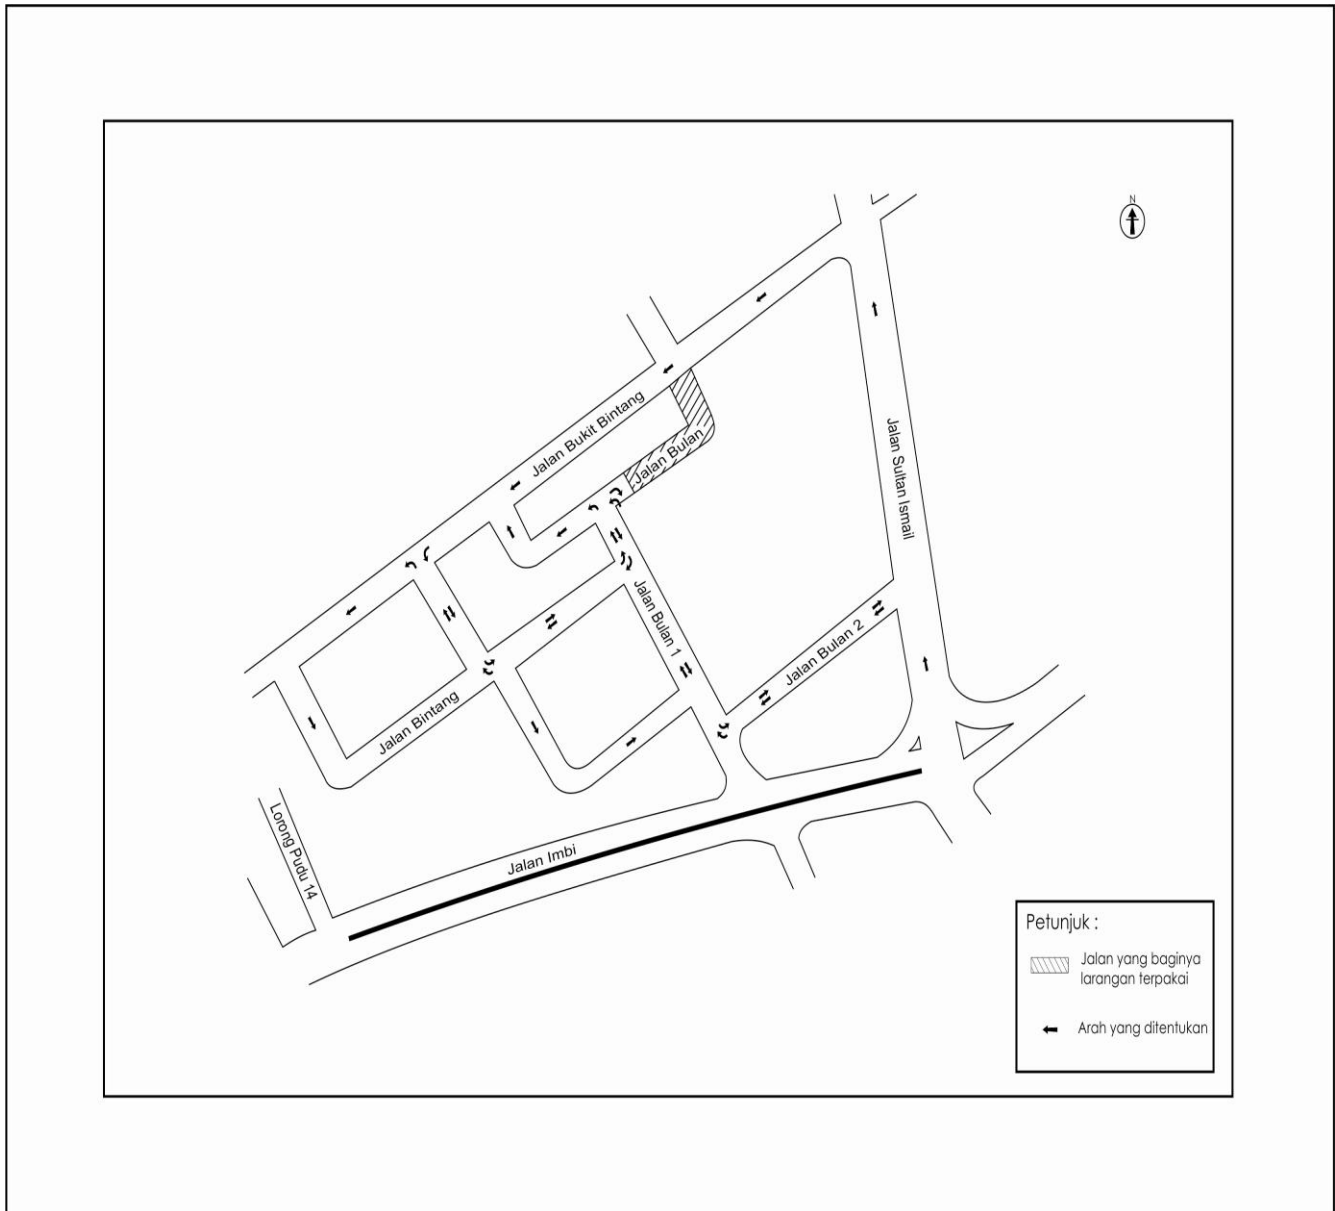 N
Jalan Bukit Bintang
Jalan Bulan
Jalan Sultan Ismail
Jalan Bulan 1
Jalan Bulan 2
Jalan Bintang
Lorong Pudu 14
Jalan Imbi
Petunjuk :
Jalan yang baginya
larangan terpakai
Arah yang ditentukan